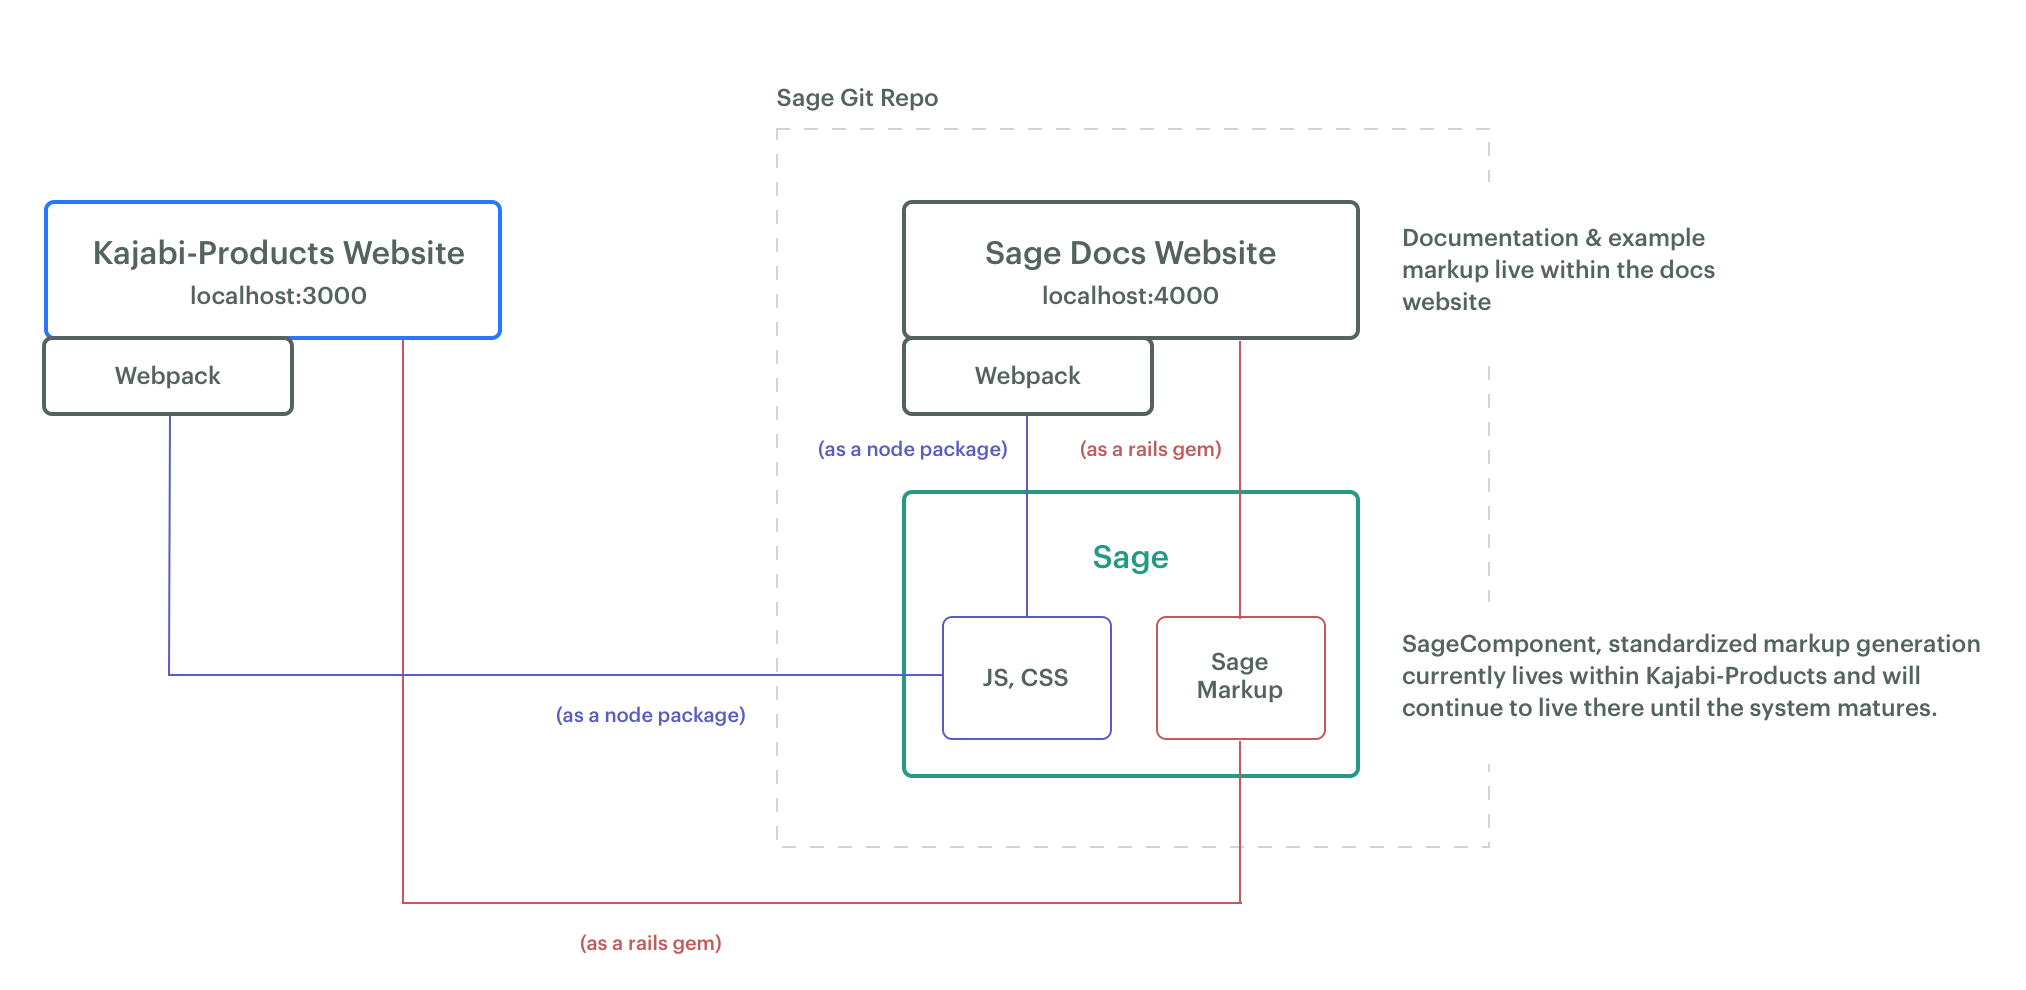 Sage Git Repo
Kajabi-Products Website
localhost:3000
Webpack
Sage Docs Website
localhost:4000
Webpack
Documentation & example
markup live within the docs
website
(as a node package)
(as a rails gem)
Sage
JS, CSS
Sage
Markup
SageComponent, standardized markup generation
currently lives within Kajabi-Products and will
continue to live there until the system matures.
(as a node package)
(as a rails gem)